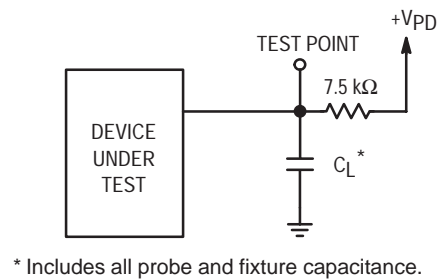 +VPD
TEST POINT
7.5 kΩ
DEVICE
UNDER
TEST
CL*
* Includes all probe and fixture capacitance.